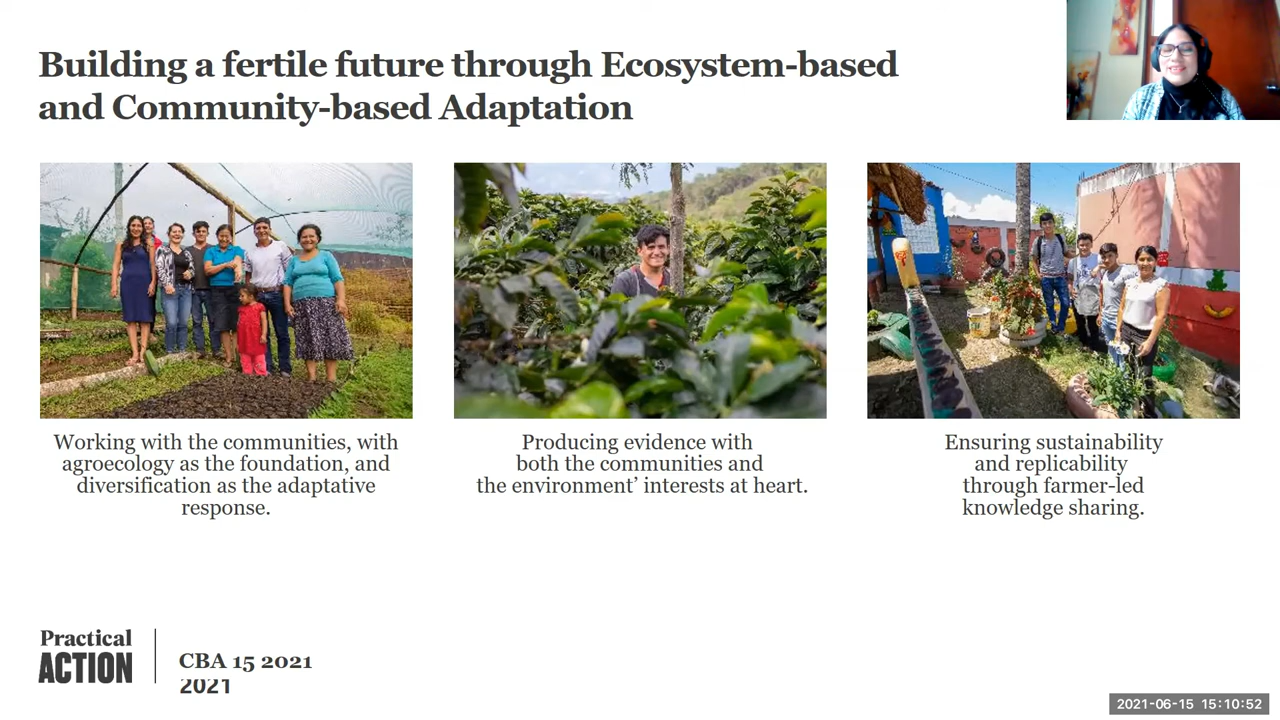 Building a fertile future through Ecosystem-based
and Community-based Adaptation
Working with the communities, with
agroecology as the foundation, and
diversification as the adaptative
response.
Producing evidence with
both the communities and
the environment’ interests at heart.
Ensuring sustainability
and replicability
through farmer-led
knowledge sharing.
Practical
ACTION
CBA 15 2021
2021
2021-06-15 15:10:52